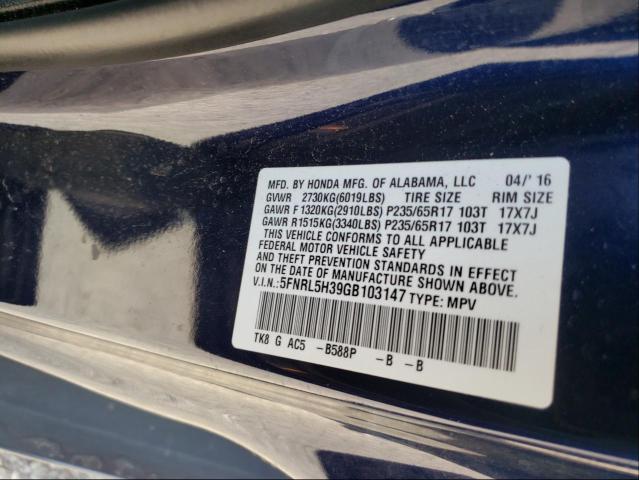 MFD. BY HONDA MFG. OF ALABAMA, LLC 04/'16
GVWR 2730KG(6019LBS) TIRE SIZE RIM SIZE
GAWR F 1320KG(2910LBS) P235/65R17 103T 17X7J
GAWR R1515KG(3340LBS) P235/65R17 103T 17X7J
THIS VEHICLE CONFORMS TO ALL APPLICABLE
FEDERAL MOTOR VEHICLE SAFETY
AND THEFT PREVENTION STANDARDS IN EFFECT
ON THE DATE OF MANUFACTURE SHOWN ABOVE.
V.I.N.:5FNRL5H39GB103147 TYPE: MPV
TK8 G AC5 -B588P -B -B